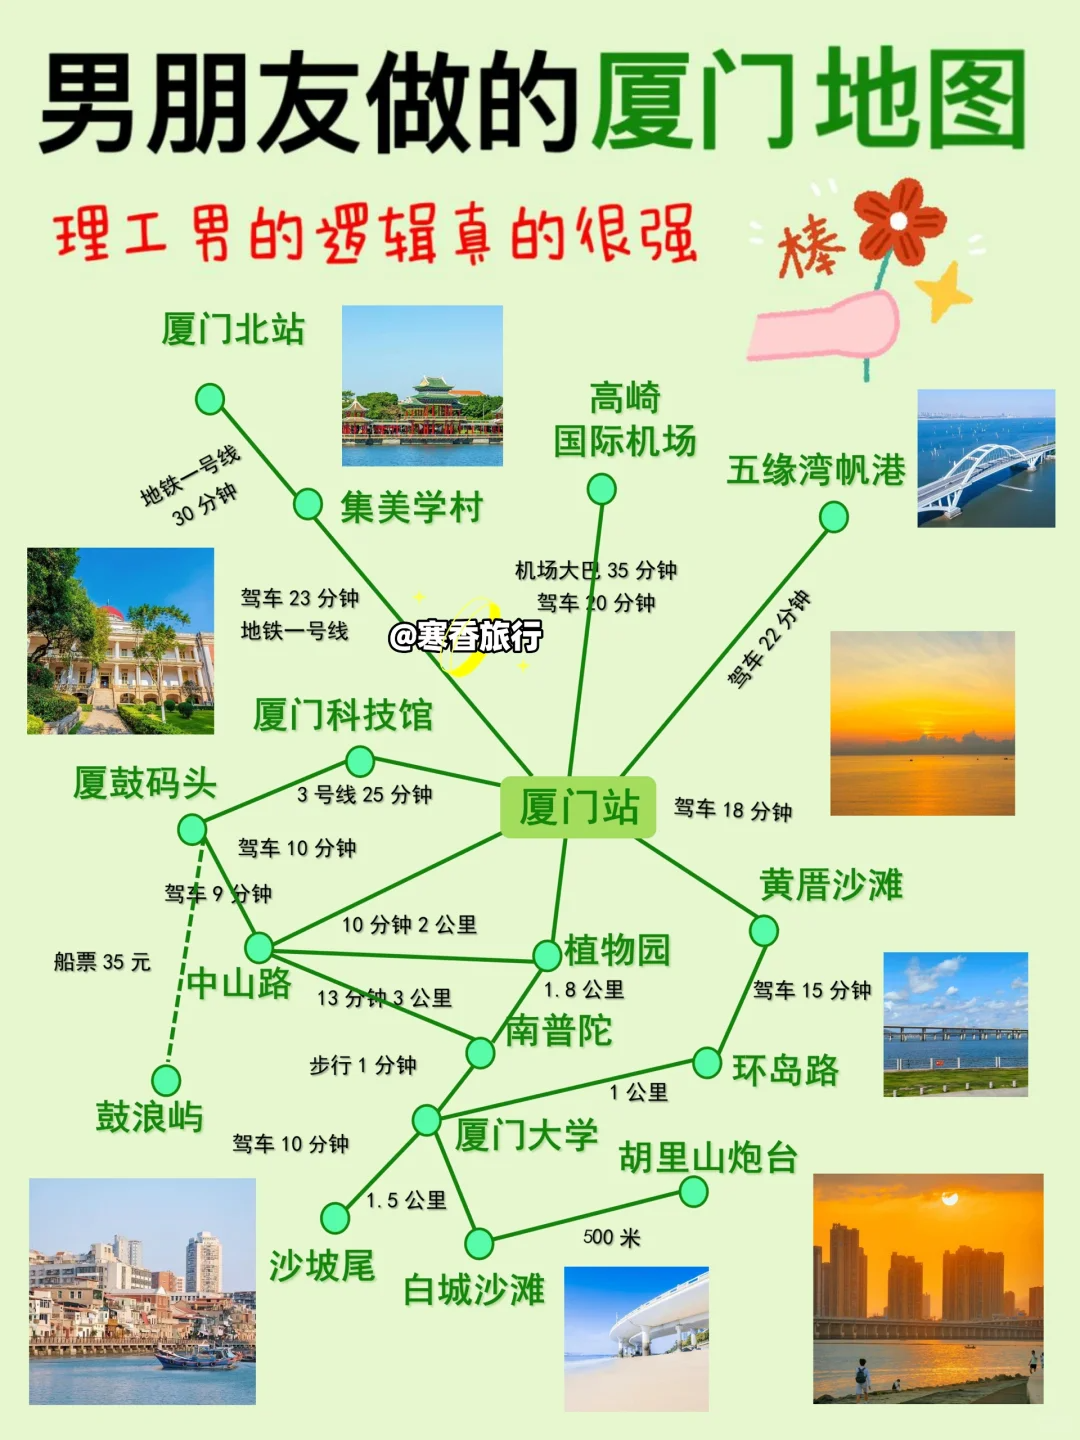 男朋友做的厦门地图
理工男的逻辑真的很强
棒
厦门北站
高崎
国际机场
五缘湾帆港
地铁一号线
30 分钟
集美学村
机场大巴 35 分钟
驾车 20 分钟
驾车 23 分钟
地铁一号线
@寒香旅行
驾车 22 分钟
厦门科技馆
厦鼓码头
3 号线 25 分钟
厦门站
驾车 18 分钟
驾车 10 分钟
驾车 9 分钟
黄厝沙滩
10 分钟 2 公里
植物园
船票 35 元
中山路
13 分钟 3 公里
1.8 公里
驾车 15 分钟
南普陀
步行 1 分钟
环岛路
1 公里
鼓浪屿
厦门大学
驾车 10 分钟
胡里山炮台
1.5 公里
500 米
沙坡尾
白城沙滩